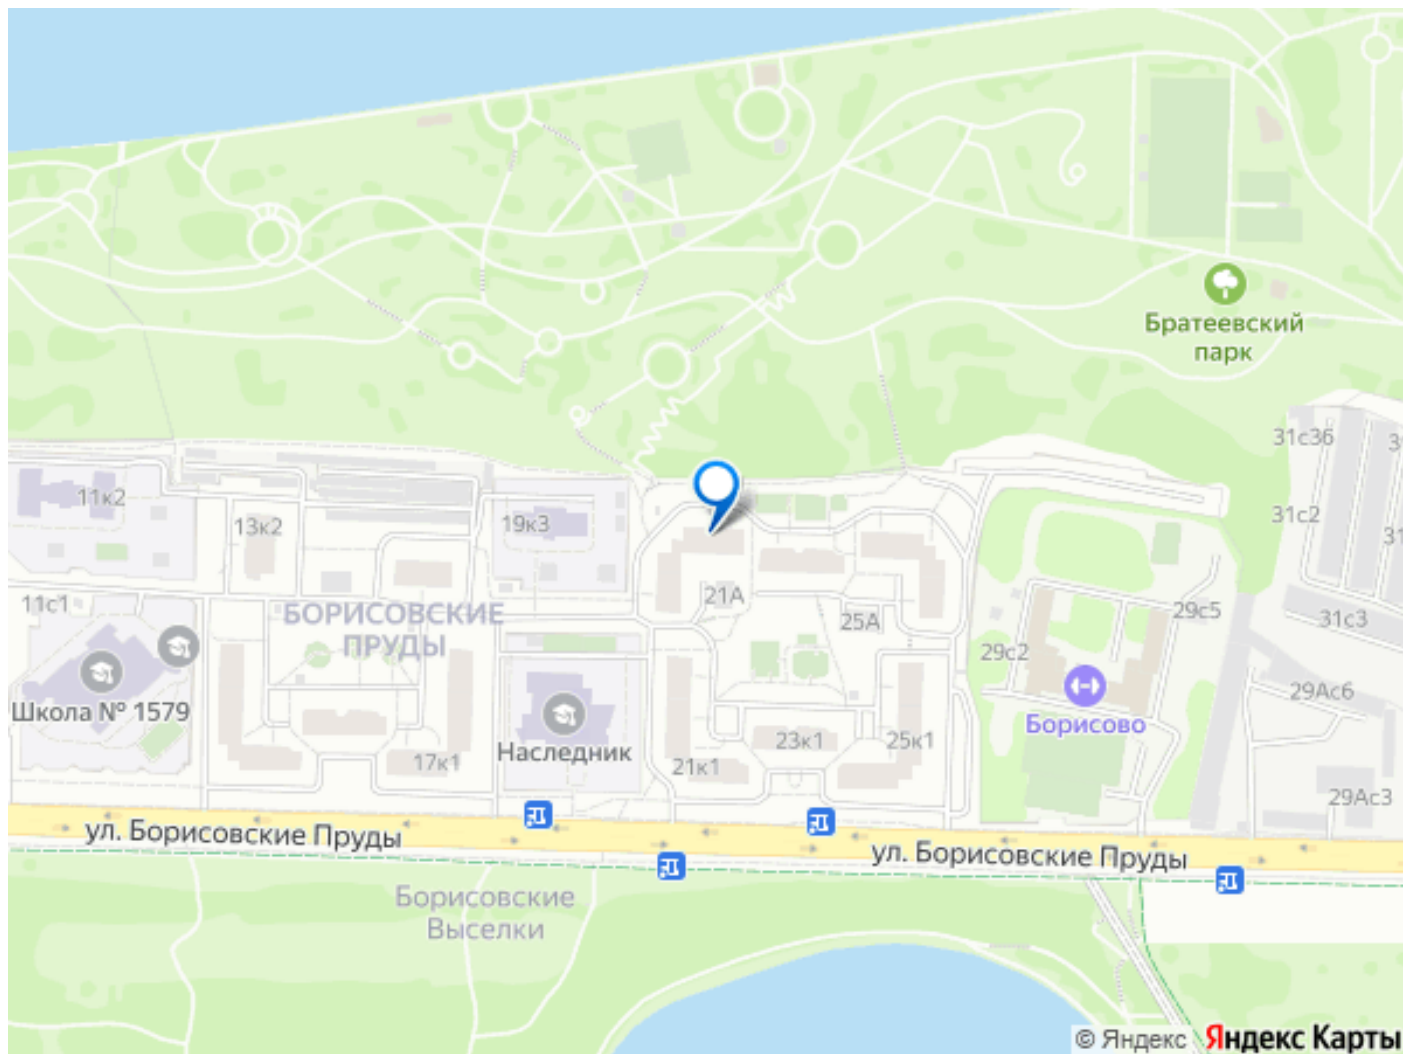 Братеевский
парк
31с36
11к2
13к2
19к3
31с2
21А
25А
11с1
БОРИСОВСКИЕ
ПРУДЫ
29с5
31с3
29с2
29Ас6
Школа № 1579
Наследник
Борисово
17к1
21к1
23к1
25к1
29Ас3
ул. Борисовские Пруды
ул. Борисовские Пруды
Борисовские
Выселки
© Яндекс Яндекс Карты